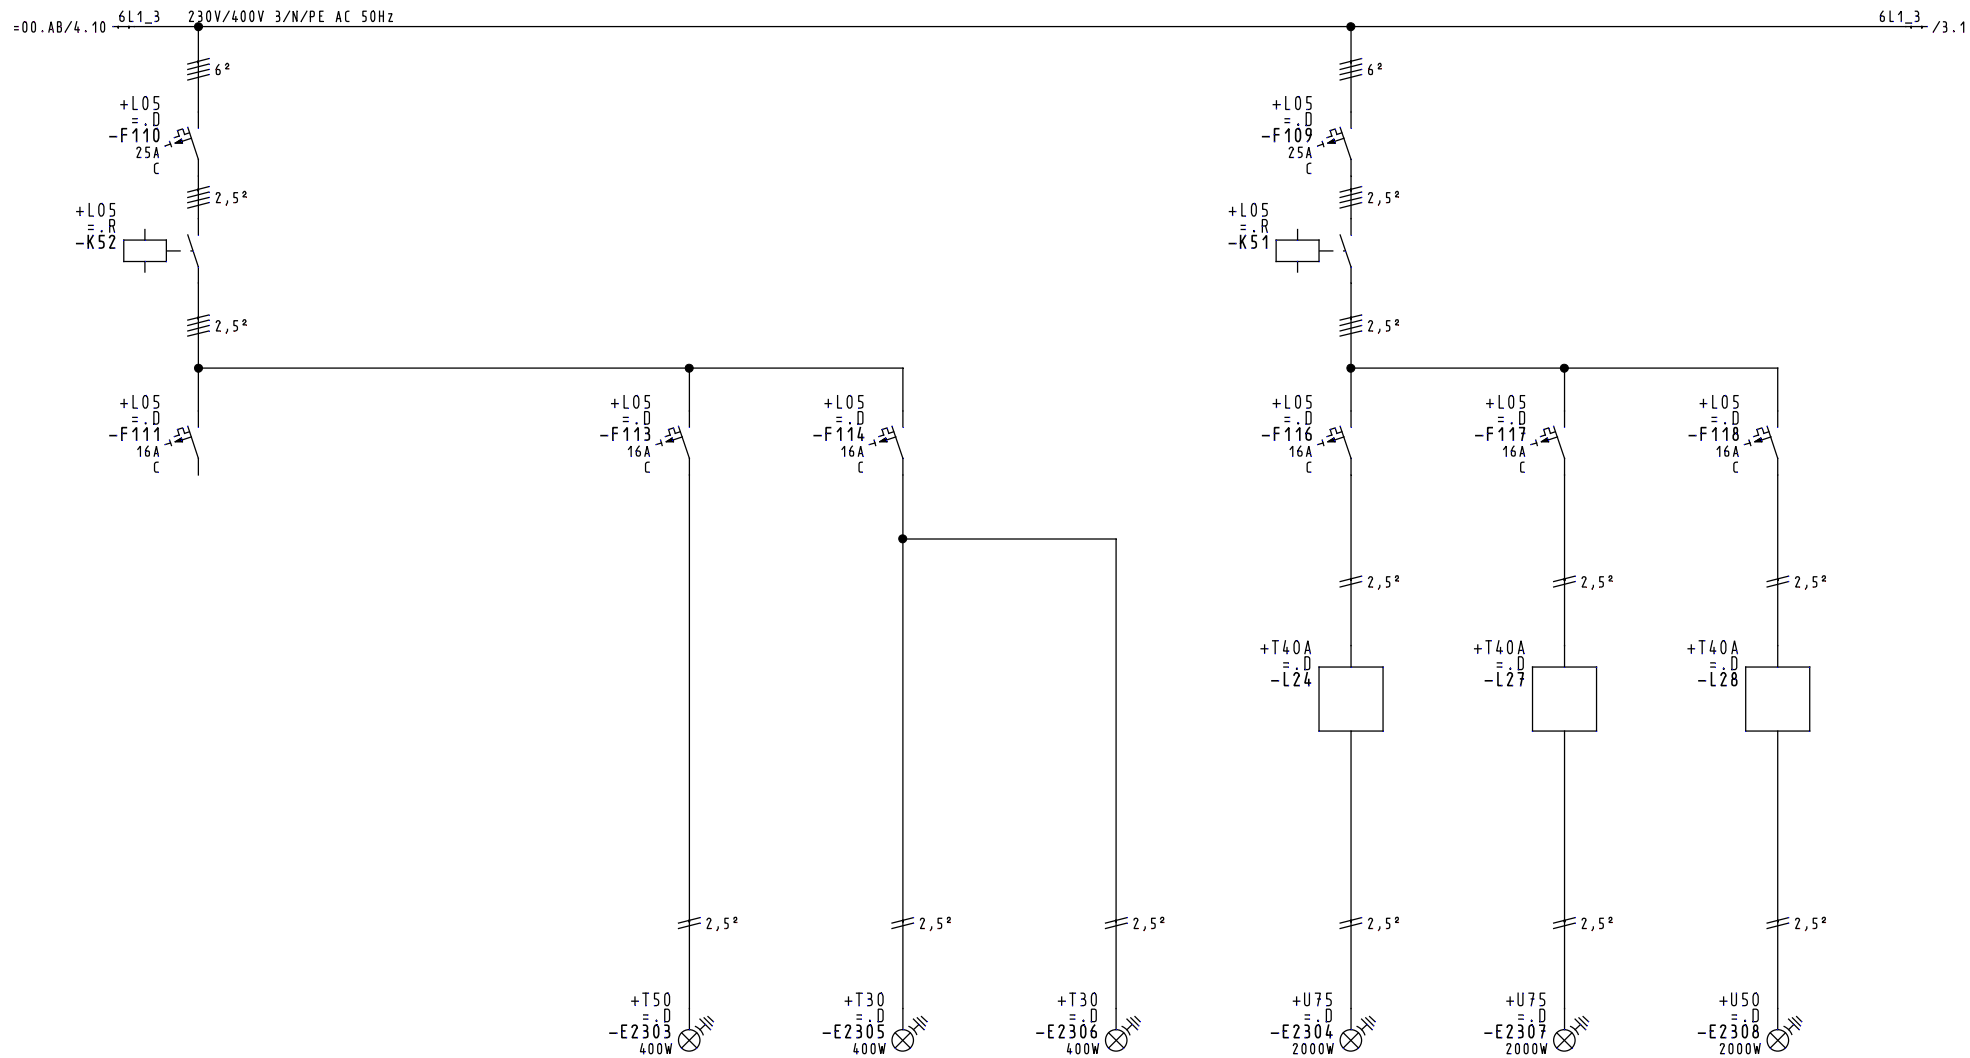 =00.AB/4.10
6L1_3
230V/400V 3/N/PE AC 50Hz
6L1_3
/3.1
6²
6²
+L05
=.D
-F110
25A
C
+L05
=.D
-F109
25A
C
2,5²
2,5²
+L05
=.R
-K52
+L05
=.R
-K51
2,5²
2,5²
+L05
=.D
-F111
16A
C
+L05
=.D
-F113
16A
C
+L05
=.D
-F114
16A
C
+L05
=.D
-F116
16A
C
+L05
=.D
-F117
16A
C
+L05
=.D
-F118
16A
C
2,5²
2,5²
2,5²
+T40A
=.D
-L24
+T40A
=.D
-L27
+T40A
=.D
-L28
2,5²
2,5²
2,5²
2,5²
2,5²
2,5²
+T50
=.D
-E2303
400W
+T30
=.D
-E2305
400W
+T30
=.D
-E2306
400W
+U75
=.D
-E2304
2000W
+U75
=.D
-E2307
2000W
+U50
=.D
-E2308
2000W